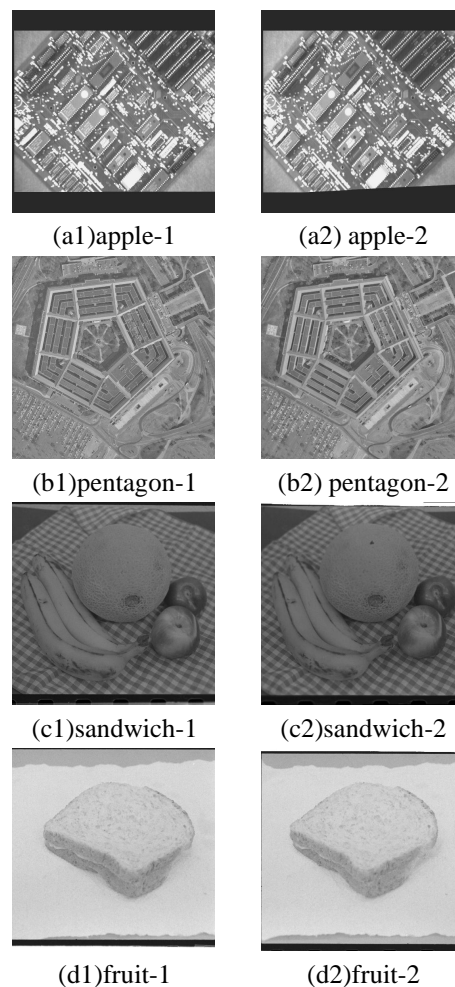 (a1)apple-1
(a2) apple-2
(b1)pentagon-1
(b2) pentagon-2
(c1)sandwich-1
(c2)sandwich-2
(d1)fruit-1
(d2)fruit-2